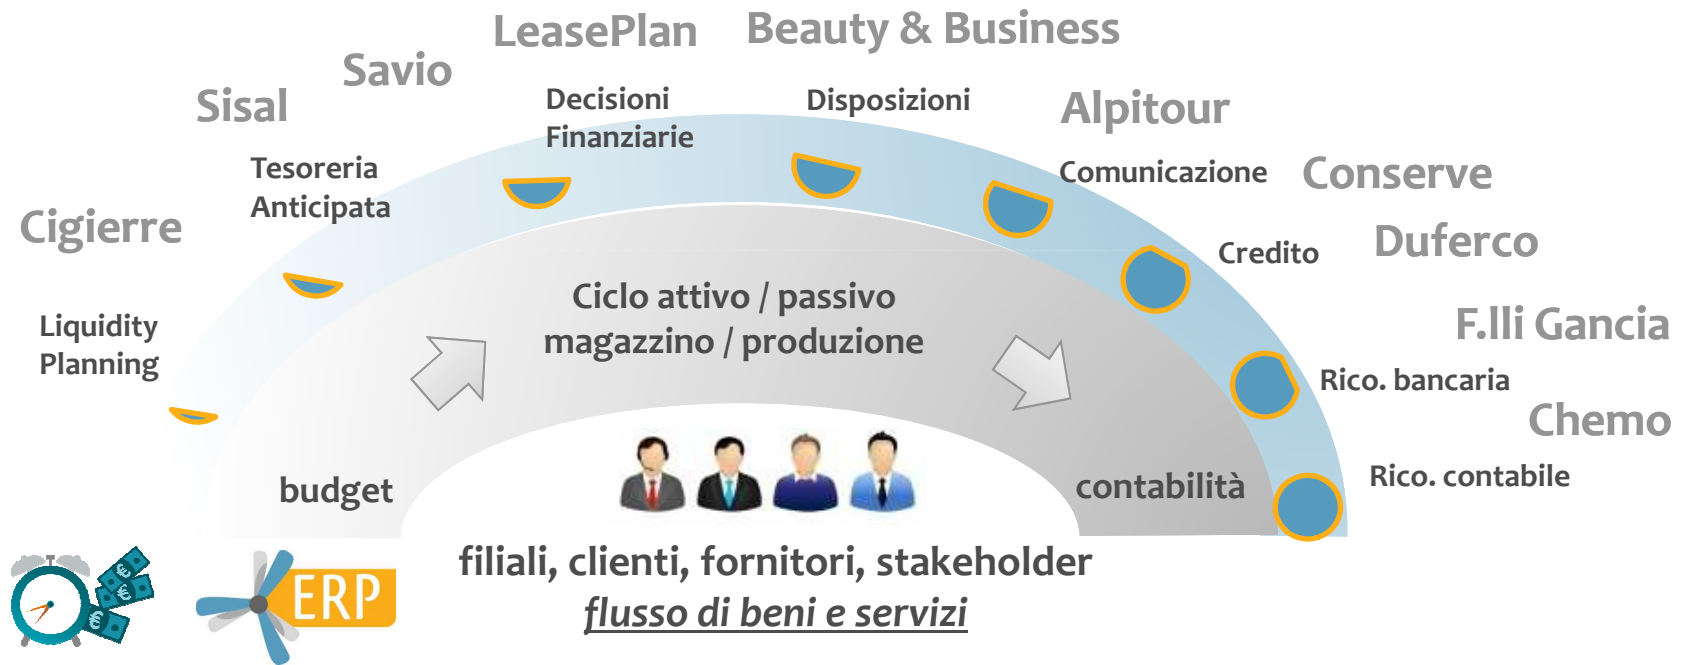 LeasePlan
Beauty & Business
Savio
Sisal
Decisioni
Finanziarie
Disposizioni
Alpitour
Tesoreria
Anticipata
Comunicazione
Conserve
Cigierre
Credito
Duferco
Liquidity
Planning
Ciclo attivo / passivo
magazzino / produzione
F.lli Gancia
Rico. bancaria
Chemo
budget
contabilità
Rico. contabile
filiali, clienti, fornitori, stakeholder
flusso di beni e servizi
ERP
€
€
€